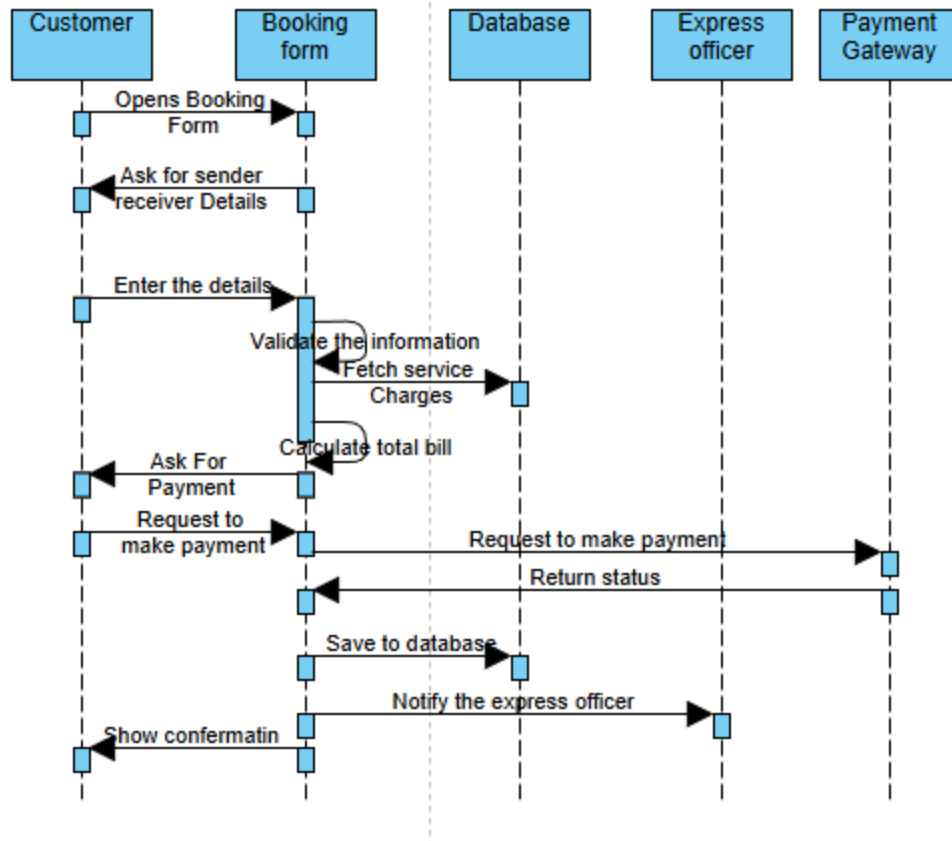 Customer
Booking
form
Database
Express
officer
Payment
Gateway
Opens Booking
Form
Ask for sender
receiver Details
Enter the details
Validate the information
Fetch service
Charges
Calculate total bill
Ask For
Payment
Request to
make payment
Request to make payment
Return status
Save to database
Notify the express officer
Show confermatin